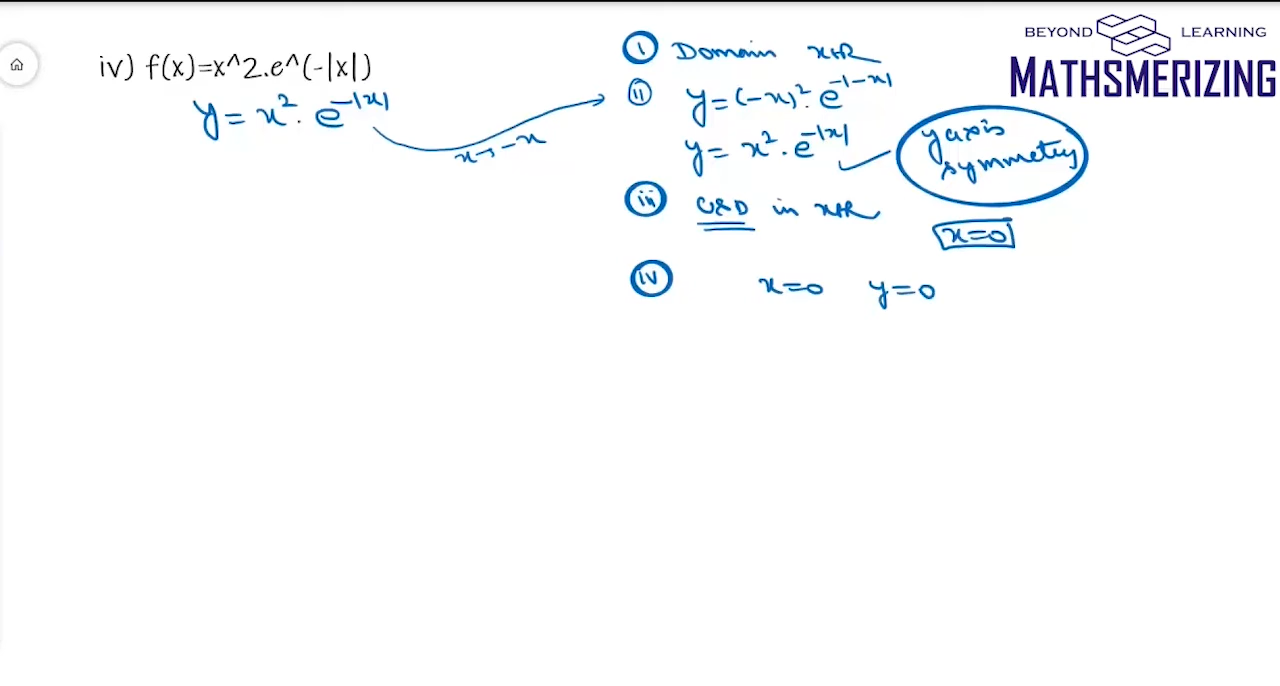 BEYOND LEARNING
MATHSMERIZING
iv) f(x)=x^2.e^(-|x|)
y = x². e^-|x|
x→-x
(i) Domain x∈R
(ii) y=(-x)². e^-|-x|
y = x². e^-|x|
y axis
symmetry
(iii) C&D in x∈R
x=0
(iv) x=0 y=0